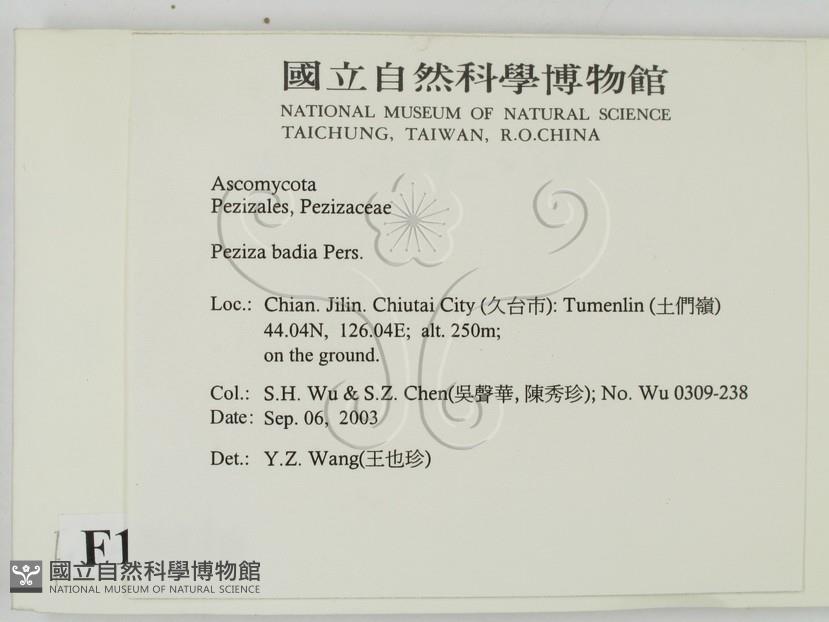 國立自然科學博物館
NATIONAL MUSEUM OF NATURAL SCIENCE
TAICHUNG, TAIWAN, R.O.CHINA
Ascomycota
Pezizales, Pezizaceae
Peziza badia Pers.
Loc.: Chian. Jilin. Chiutai City (久台市): Tumenlin (土們嶺)
44.04N, 126.04E; alt. 250m;
on the ground.
Col.: S.H. Wu & S.Z. Chen(吳聲華, 陳秀珍); No. Wu 0309-238
Date: Sep. 06, 2003
Det.: Y.Z. Wang(王也珍)
F1
國立自然科學博物館
NATIONAL MUSEUM OF NATURAL SCIENCE